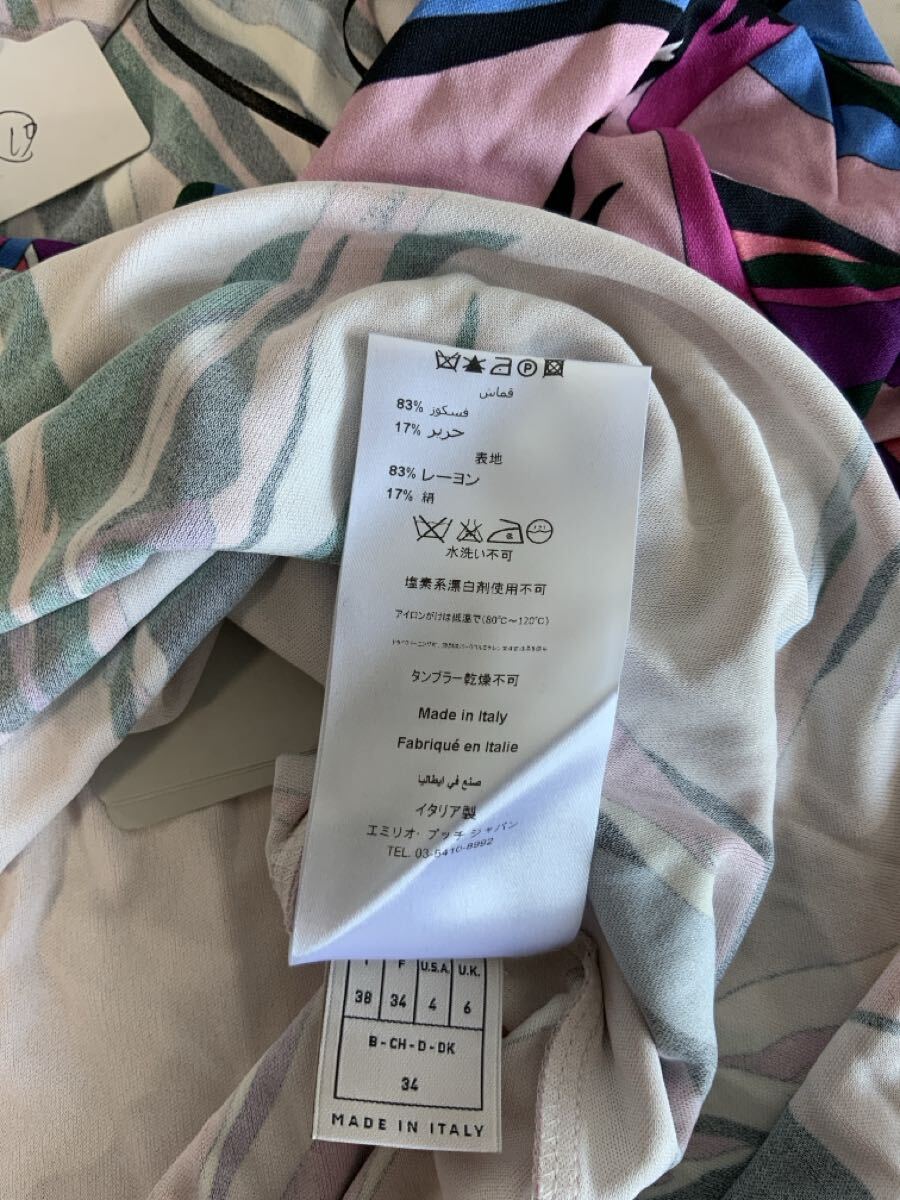 P
قماش
83% فسكوز
17% حرير
表地
83% レーヨン
17% 絹
水洗い不可
塩素系漂白剤使用不可
アイロンがけは低温で(80℃～120℃)
タンブラー乾燥不可
Made in Italy
Fabriqué en Italie
صنع في ايطاليا
イタリア製
エミリオ・プッチ ジャパン
TEL. 03-5410-8992
F U.S.A. U.K.
38 34 4 6
B-CH-D-DK
34
MADE IN ITALY